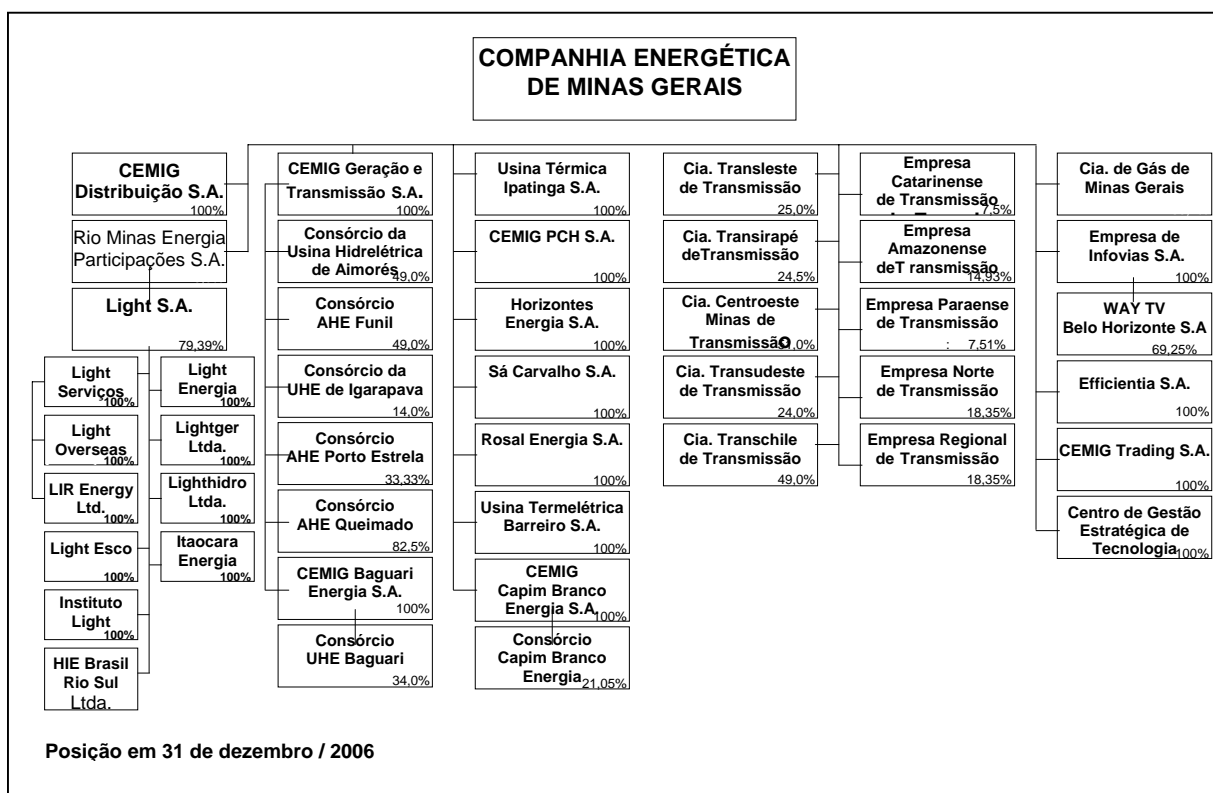 COMPANHIA ENERGÉTICA
DE MINAS GERAIS
CEMIG
Distribuição S.A.
100%
Rio Minas Energia
Participações S.A.
Light S.A.
79,39%
Light
Serviços
100%
Light
Overseas
100%
LIR Energy
Ltd.
100%
Light Esco
100%
Instituto
Light
100%
HIE Brasil
Rio Sul
Ltda.
Light
Energia
100%
Lightger
Ltda.
100%
Lighthidro
Ltda.
100%
Itaocara
Energia
100%
CEMIG Geração e
Transmissão S.A.
100%
Consórcio da
Usina Hidrelétrica
de Aimorés
49,0%
Consórcio
AHE Funil
49,0%
Consórcio da
UHE de Igarapava
14,0%
Consórcio
AHE Porto Estrela
33,33%
Consórcio
AHE Queimado
82,5%
CEMIG Baguari
Energia S.A.
100%
Consórcio
UHE Baguari
34,0%
Usina Térmica
Ipatinga S.A.
100%
CEMIG PCH S.A.
100%
Horizontes
Energia S.A.
100%
Sá Carvalho S.A.
100%
Rosal Energia S.A.
100%
Usina Termelétrica
Barreiro S.A.
100%
CEMIG
Capim Branco
Energia S.A.
100%
Consórcio
Capim Branco
Energia
21,05%
Cia. Transleste
de Transmissão
25,0%
Cia. Transirapé
deTransmissão
24,5%
Cia. Centroeste
Minas de
Transmissão
Cia. Transudeste
de Transmissão
24,0%
Cia. Transchile
de Transmissão
49,0%
Empresa
Catarinense
de Transmissão
7,5%
Empresa
Amazonense
deT ransmissão
14,93%
Empresa Paraense
de Transmissão
: 7,51%
Empresa Norte
de Transmissão
18,35%
Empresa Regional
de Transmissão
18,35%
Cia. de Gás de
Minas Gerais
Empresa de
Infovias S.A.
100%
WAY TV
Belo Horizonte S.A
69,25%
Efficientia S.A.
100%
CEMIG Trading S.A.
100%
Centro de Gestão
Estratégica de
Tecnologia
100%
Posição em 31 de dezembro / 2006